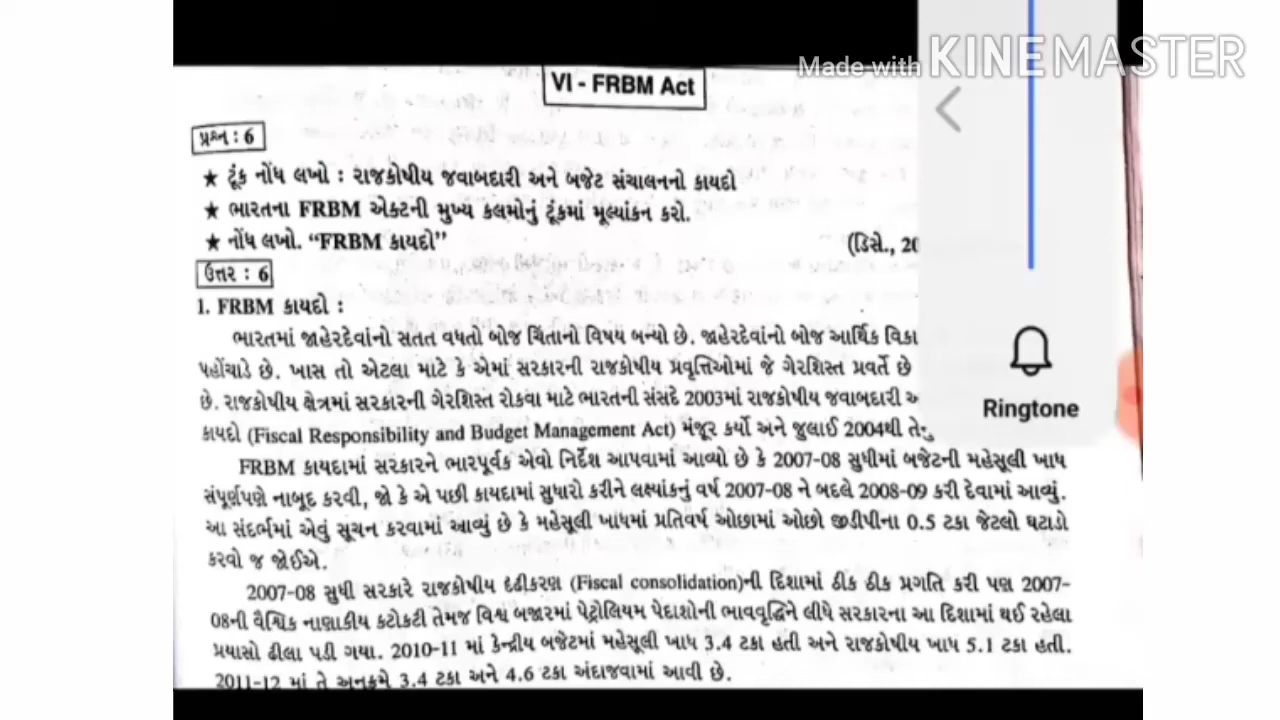 Made with KINEMASTER
VI - FRBM Act
પ્રશ્ન : 6
★ ટૂંક નોંધ લખો : રાજકોષીય જવાબદારી અને બજેટ સંચાલનનો કાયદો
★ ભારતના FRBM એક્ટની મુખ્ય કલમોનું ટૂંકમાં મૂલ્યાંકન કરો.
★ નોંધ લખો. “FRBM કાયદો”
(ડિસે., 20
ઉત્તર : 6
1. FRBM કાયદો :
ભારતમાં જાહેરદેવાંનો સતત વધતો બોજ ચિંતાનો વિષય બન્યો છે. જાહેરદેવાંનો બોજ આર્થિક વિકા
પહોંચાડે છે. ખાસ તો એટલા માટે કે એમાં સરકારની રાજકોષીય પ્રવૃત્તિઓમાં જે ગેરશિસ્ત પ્રવર્તે છે
છે. રાજકોષીય ક્ષેત્રમાં સરકારની ગેરશિસ્ત રોકવા માટે ભારતની સંસદે 2003માં રાજકોષીય જવાબદારી
કાયદો (Fiscal Responsibility and Budget Management Act) મંજૂર કર્યો અને જુલાઈ 2004થી
FRBM કાયદામાં સરકારને ભારપૂર્વક એવો નિર્દેશ આપવામાં આવ્યો છે કે 2007-08 સુધીમાં બજેટની મહેસૂલી ખાધ
સંપૂર્ણપણે નાબૂદ કરવી, જો કે એ પછી કાયદામાં સુધારો કરીને લક્ષ્યાંકનું વર્ષ 2007-08 ને બદલે 2008-09 કરી દેવામાં આવ્યું.
આ સંદર્ભમાં એવું સૂચન કરવામાં આવ્યું છે કે મહેસૂલી ખાધમાં પ્રતિવર્ષ ઓછામાં ઓછો જીડીપીના 0.5 ટકા જેટલો ઘટાડો
કરવો જ જોઈએ.
2007-08 સુધી સરકારે રાજકોષીય દૃઢીકરણ (Fiscal consolidation)ની દિશામાં ઠીક ઠીક પ્રગતિ કરી પણ 2007-
08ની વૈશ્વિક નાણાકીય કટોકટી તેમજ વિશ્વ બજારમાં પેટ્રોલિયમ પેદાશોની ભાવવૃદ્ધિને લીધે સરકારના આ દિશામાં થઈ રહેલા
પ્રયાસો ઢીલા પડી ગયા. 2010-11 માં કેન્દ્રીય બજેટમાં મહેસૂલી ખાધ 3.4 ટકા હતી અને રાજકોષીય ખાધ 5.1 ટકા હતી.
2011-12 માં તે અનુક્રમે 3.4 ટકા અને 4.6 ટકા અંદાજવામાં આવી છે.
Ringtone